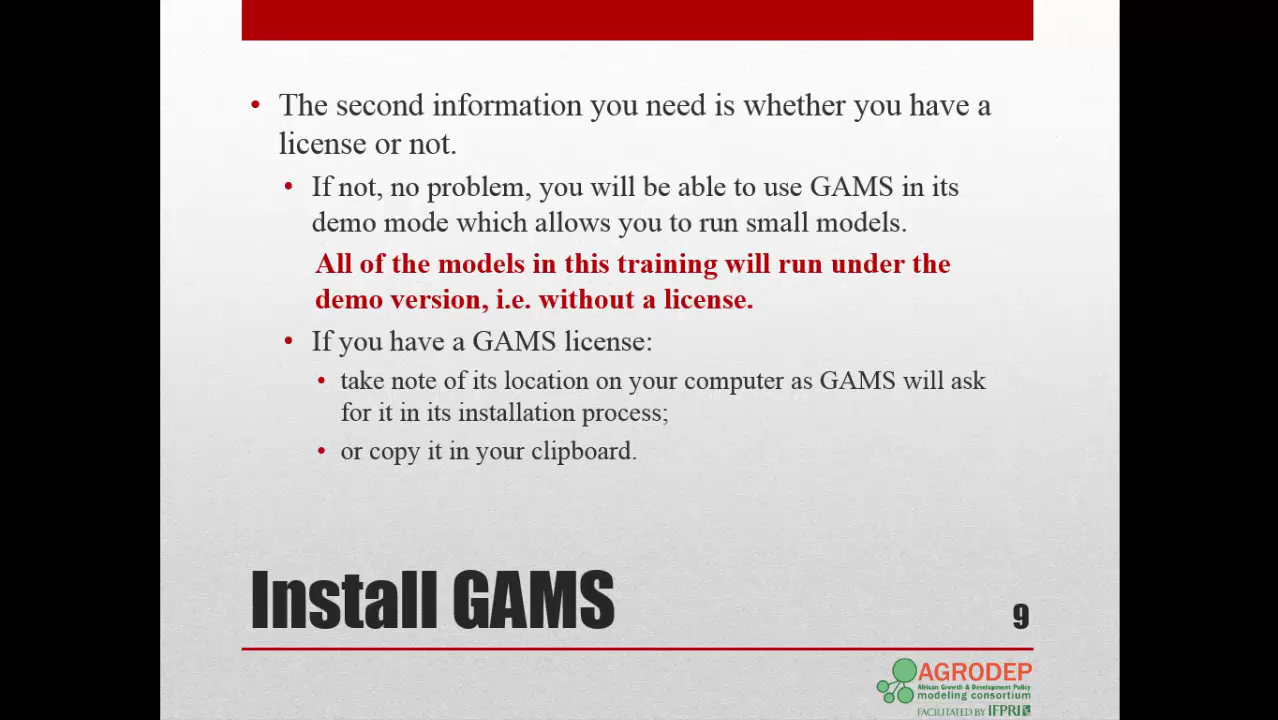 • The second information you need is whether you have a
license or not.
• If not, no problem, you will be able to use GAMS in its
demo mode which allows you to run small models.
All of the models in this training will run under the
demo version, i.e. without a license.
• If you have a GAMS license:
• take note of its location on your computer as GAMS will ask
for it in its installation process;
• or copy it in your clipboard.
Install GAMS
9
AGRODEP
African Growth & Development Policy
modeling consortium
FACILITATED BY IFPRI